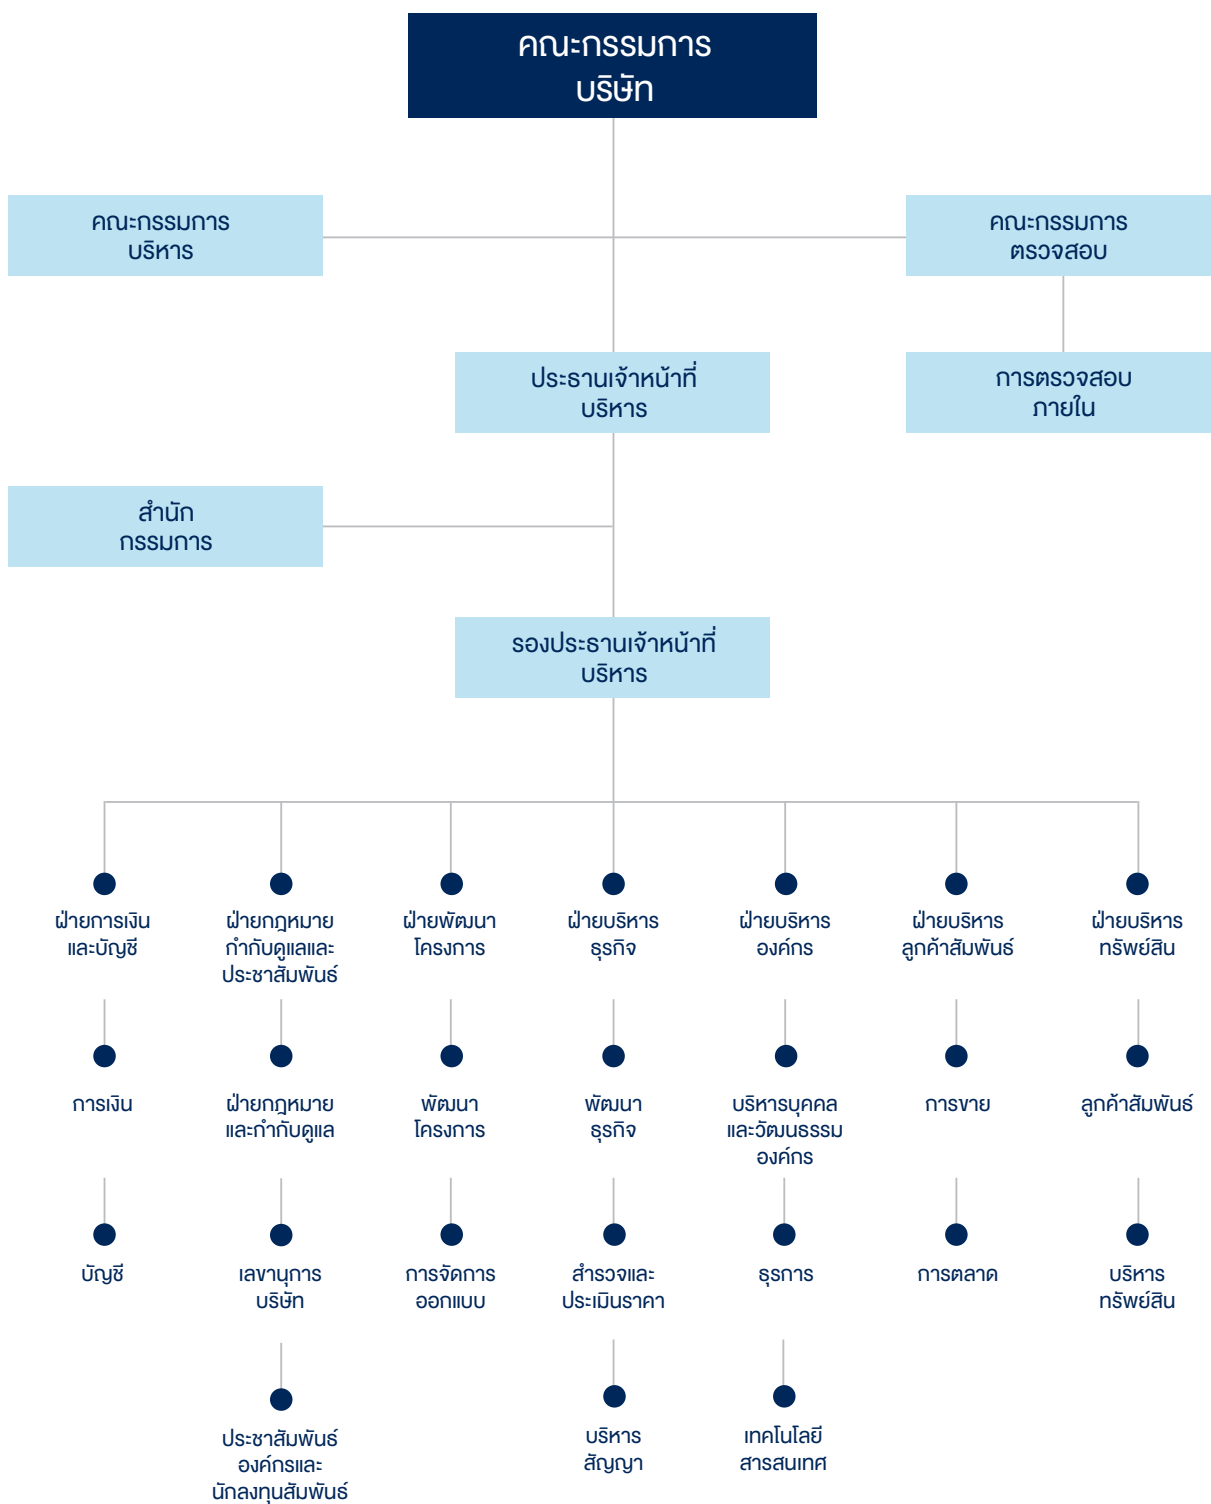 คณะกรรมการ
บริษัท
คณะกรรมการ
บริหาร
คณะกรรมการ
ตรวจสอบ
ประธานเจ้าหน้าที่
บริหาร
การตรวจสอบ
ภายใน
สำนัก
กรรมการ
รองประธานเจ้าหน้าที่
บริหาร
ฝ่ายการเงิน
และบัญชี
ฝ่ายกฎหมาย
กำกับดูแลและ
ประชาสัมพันธ์
ฝ่ายพัฒนา
โครงการ
ฝ่ายบริหาร
ธุรกิจ
ฝ่ายบริหาร
องค์กร
ฝ่ายบริหาร
ลูกค้าสัมพันธ์
ฝ่ายบริหาร
ทรัพย์สิน
การเงิน
ฝ่ายกฎหมาย
และกำกับดูแล
พัฒนา
โครงการ
พัฒนา
ธุรกิจ
บริหารบุคคล
และวัฒนธรรม
องค์กร
การขาย
ลูกค้าสัมพันธ์
บัญชี
เลขานุการ
บริษัท
การจัดการ
ออกแบบ
สำรวจและ
ประเมินราคา
ธุรการ
การตลาด
บริหาร
ทรัพย์สิน
ประชาสัมพันธ์
องค์กรและ
นักลงทุนสัมพันธ์
บริหาร
สัญญา
เทคโนโลยี
สารสนเทศ